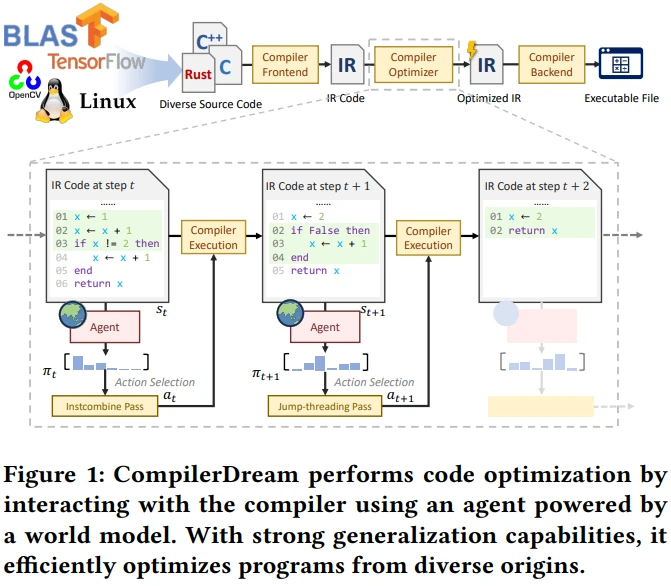 BLAS
TensorFlow
OpenCV
Linux
C++
Rust
C
Diverse Source Code
Compiler
Frontend
IR
IR Code
Compiler
Optimizer
IR
Optimized IR
Compiler
Backend
Executable File
IR Code at step t
......
01 x ← 1
02 x ← x + 1
03 if x != 2 then
04 x ← x + 1
05 end
06 return x
s_t
Compiler
Execution
Agent
π_t
Action Selection
a_t
Instcombine Pass
IR Code at step t + 1
......
01 x ← 2
02 if False then
03 x ← x + 1
04 end
05 return x
s_{t+1}
Compiler
Execution
Agent
π_{t+1}
Action Selection
a_{t+1}
Jump-threading Pass
IR Code at step t + 2
......
01 x ← 2
02 return x
Figure 1: CompilerDream performs code optimization by
interacting with the compiler using an agent powered by
a world model. With strong generalization capabilities, it
efficiently optimizes programs from diverse origins.